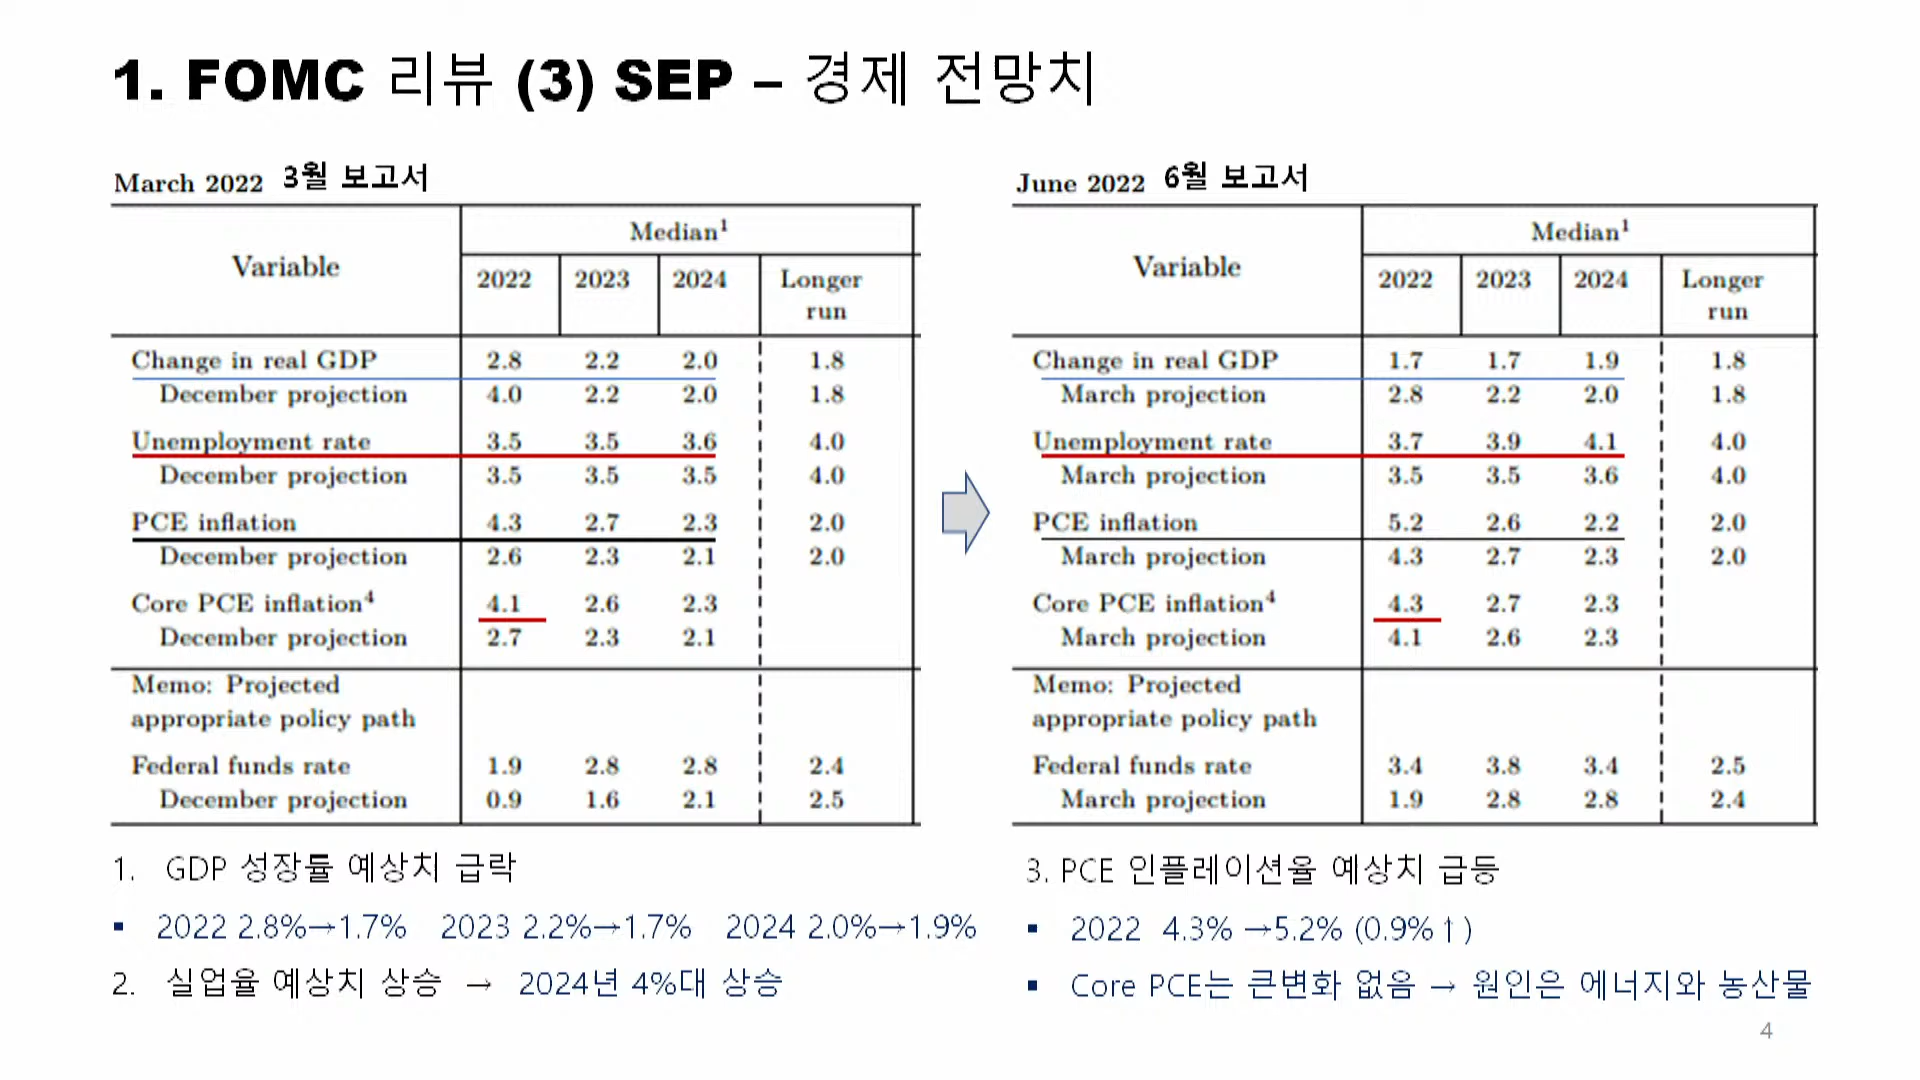 1. FOMC 리뷰 (3) SEP – 경제 전망치
March 2022 3월 보고서
Variable
Median¹
2022 2023 2024 Longer run
Change in real GDP 2.8 2.2 2.0 1.8
December projection 4.0 2.2 2.0 1.8
Unemployment rate 3.5 3.5 3.6 4.0
December projection 3.5 3.5 3.5 4.0
PCE inflation 4.3 2.7 2.3 2.0
December projection 2.6 2.3 2.1 2.0
Core PCE inflation⁴ 4.1 2.6 2.3
December projection 2.7 2.3 2.1
Memo: Projected
appropriate policy path
Federal funds rate 1.9 2.8 2.8 2.4
December projection 0.9 1.6 2.1 2.5
June 2022 6월 보고서
Variable
Median¹
2022 2023 2024 Longer run
Change in real GDP 1.7 1.7 1.9 1.8
March projection 2.8 2.2 2.0 1.8
Unemployment rate 3.7 3.9 4.1 4.0
March projection 3.5 3.5 3.6 4.0
PCE inflation 5.2 2.6 2.2 2.0
March projection 4.3 2.7 2.3 2.0
Core PCE inflation⁴ 4.3 2.7 2.3
March projection 4.1 2.6 2.3
Memo: Projected
appropriate policy path
Federal funds rate 3.4 3.8 3.4 2.5
March projection 1.9 2.8 2.8 2.4
1. GDP 성장률 예상치 급락
▪ 2022 2.8%→1.7% 2023 2.2%→1.7% 2024 2.0%→1.9%
2. 실업율 예상치 상승 → 2024년 4%대 상승
3. PCE 인플레이션율 예상치 급등
▪ 2022 4.3% →5.2% (0.9%↑)
▪ Core PCE는 큰변화 없음 → 원인은 에너지와 농산물
4